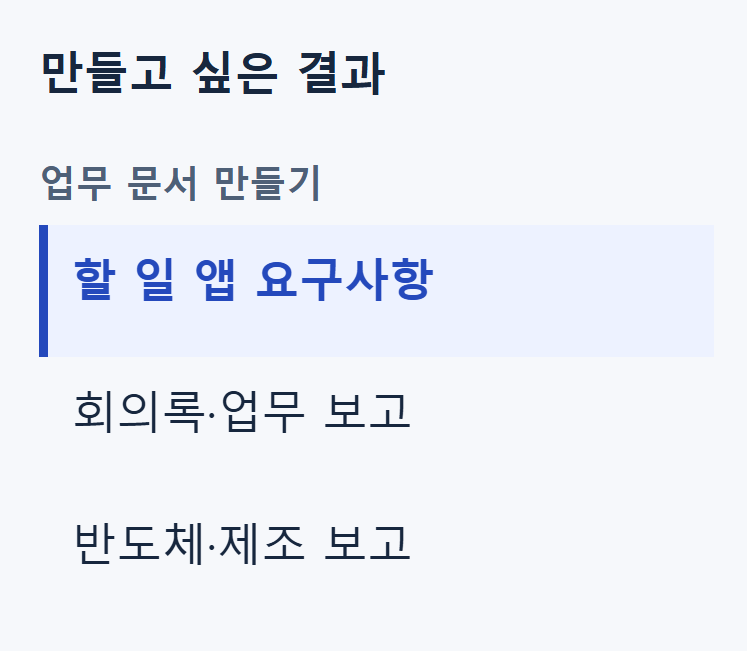 만들고 싶은 결과
업무 문서 만들기
할 일 앱 요구사항
회의록·업무 보고
반도체·제조 보고